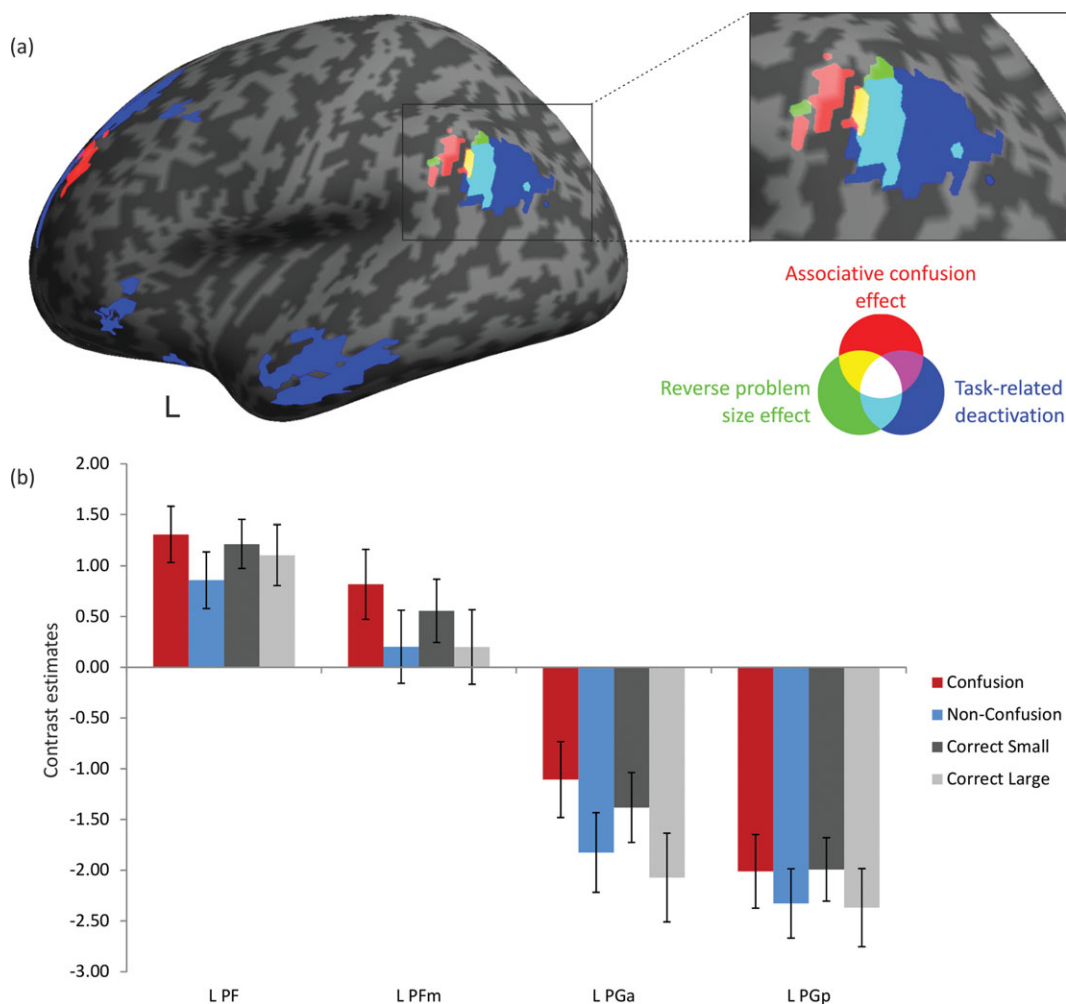 (a)
L
Associative confusion
effect
Reverse problem
size effect
Task-related
deactivation
(b)
2.00
1.50
1.00
0.50
0.00
-0.50
-1.00
-1.50
-2.00
-2.50
-3.00
Contrast estimates
L PF
L PFm
L PGa
L PGp
Confusion
Non-Confusion
Correct Small
Correct Large